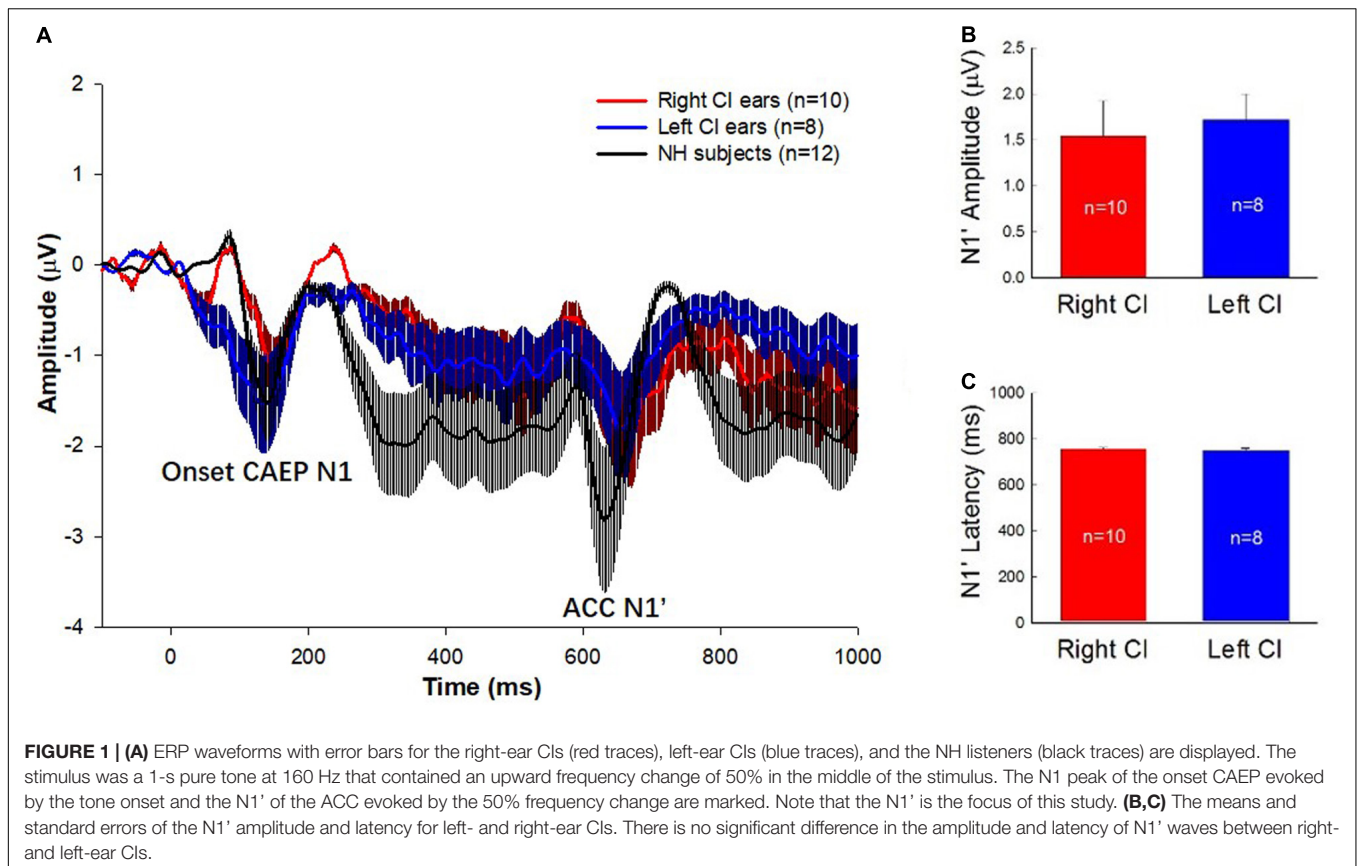 A
2
1
0
-1
-2
-3
-4
Amplitude (µV)
Right CI ears (n=10)
Left CI ears (n=8)
NH subjects (n=12)
Onset CAEP N1
ACC N1’
0 200 400 600 800 1000
Time (ms)
B
2.5
2.0
1.5
1.0
0.5
0.0
N1' Amplitude (µV)
n=10
n=8
Right CI Left CI
C
1000
800
600
400
200
0
N1' Latency (ms)
n=10
n=8
Right CI Left CI
FIGURE 1 | (A) ERP waveforms with error bars for the right-ear CIs (red traces), left-ear CIs (blue traces), and the NH listeners (black traces) are displayed. The
stimulus was a 1-s pure tone at 160 Hz that contained an upward frequency change of 50% in the middle of the stimulus. The N1 peak of the onset CAEP evoked
by the tone onset and the N1' of the ACC evoked by the 50% frequency change are marked. Note that the N1' is the focus of this study. (B,C) The means and
standard errors of the N1' amplitude and latency for left- and right-ear CIs. There is no significant difference in the amplitude and latency of N1' waves between right-
and left-ear CIs.